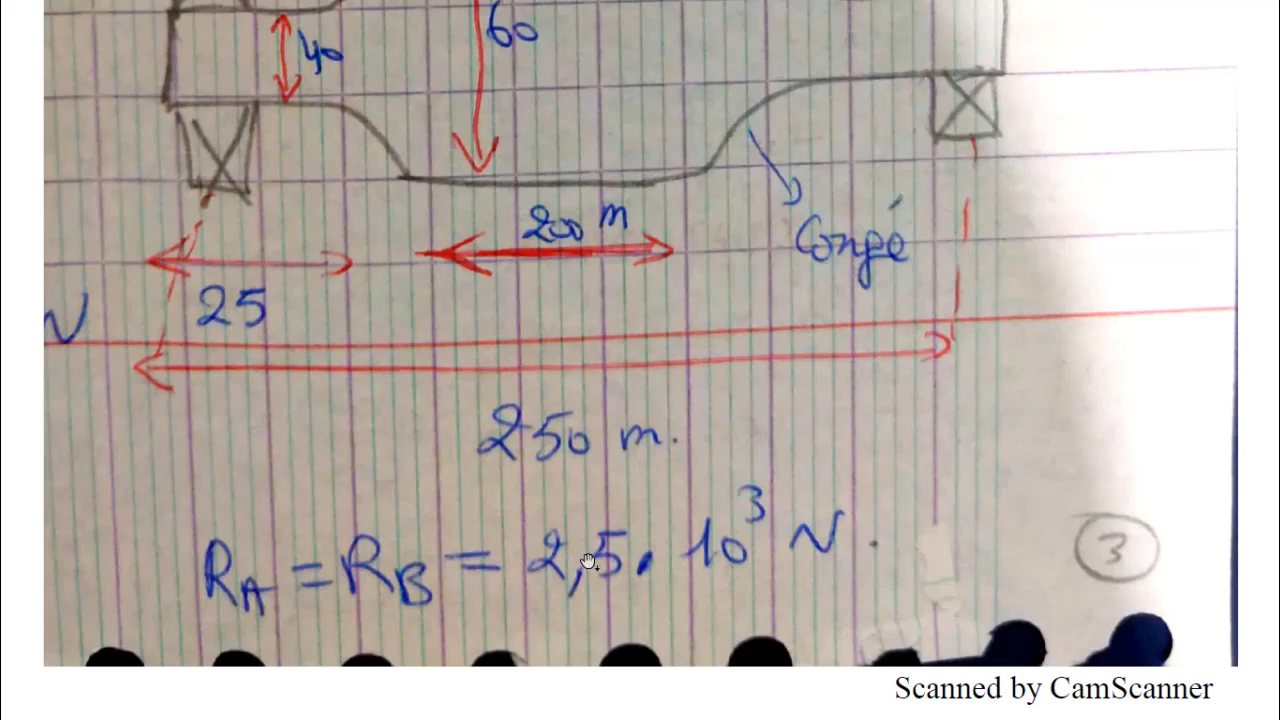 40
60
200 m
Congé
N
25
250 m.
RA = RB = 2,5 . 10³ N .
3
Scanned by CamScanner